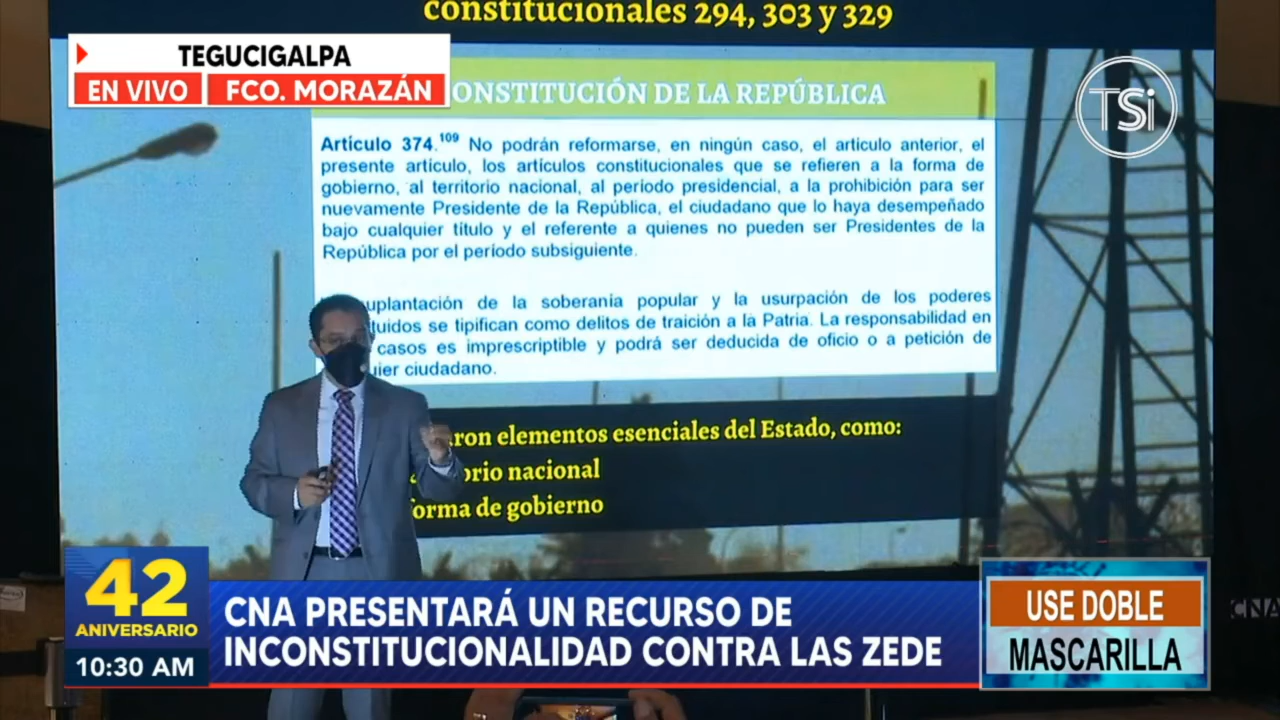 constitucionales 294, 303 y 329
TEGUCIGALPA
EN VIVO FCO. MORAZÁN
ONSTITUCIÓN DE LA REPÚBLICA
TSi
Artículo 374.109 No podrán reformarse, en ningún caso, el artículo anterior, el
presente artículo, los artículos constitucionales que se refieren a la forma de
gobierno, al territorio nacional, al período presidencial, a la prohibición para ser
nuevamente Presidente de la República, el ciudadano que lo haya desempeñado
bajo cualquier título y el referente a quienes no pueden ser Presidentes de la
República por el período subsiguiente.
uplantación de la soberanía popular y la usurpación de los poderes
tuidos se tipifican como delitos de traición a la Patria. La responsabilidad en
casos es imprescriptible y podrá ser deducida de oficio o a petición de
uier ciudadano.
aron elementos esenciales del Estado, como:
orio nacional
forma de gobierno
42
ANIVERSARIO
10:30 AM
CNA PRESENTARÁ UN RECURSO DE
INCONSTITUCIONALIDAD CONTRA LAS ZEDE
USE DOBLE
MASCARILLA
CNA